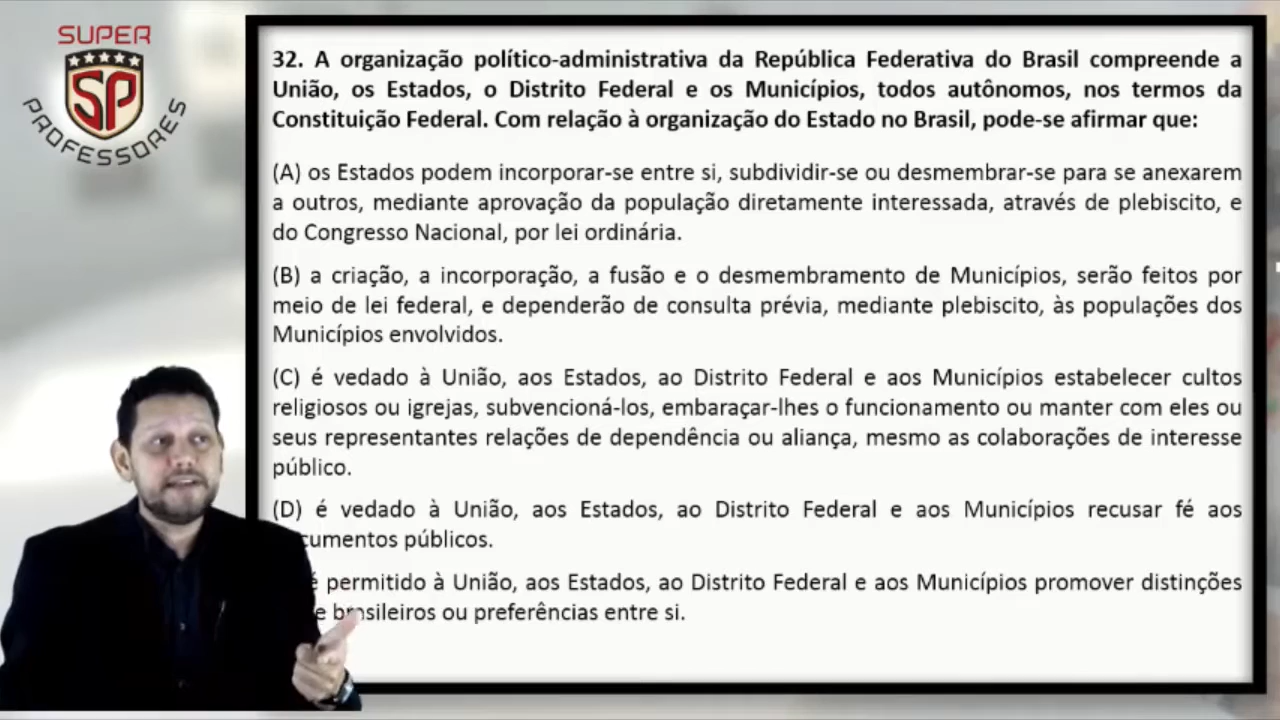 SUPER
SP
PROFESSORES
32. A organização político-administrativa da República Federativa do Brasil compreende a
União, os Estados, o Distrito Federal e os Municípios, todos autônomos, nos termos da
Constituição Federal. Com relação à organização do Estado no Brasil, pode-se afirmar que:
(A) os Estados podem incorporar-se entre si, subdividir-se ou desmembrar-se para se anexarem
a outros, mediante aprovação da população diretamente interessada, através de plebiscito, e
do Congresso Nacional, por lei ordinária.
(B) a criação, a incorporação, a fusão e o desmembramento de Municípios, serão feitos por
meio de lei federal, e dependerão de consulta prévia, mediante plebiscito, às populações dos
Municípios envolvidos.
(C) é vedado à União, aos Estados, ao Distrito Federal e aos Municípios estabelecer cultos
religiosos ou igrejas, subvencioná-los, embaraçar-lhes o funcionamento ou manter com eles ou
seus representantes relações de dependência ou aliança, mesmo as colaborações de interesse
público.
(D) é vedado à União, aos Estados, ao Distrito Federal e aos Municípios recusar fé aos
cumentos públicos.
é permitido à União, aos Estados, ao Distrito Federal e aos Municípios promover distinções
e brasileiros ou preferências entre si.